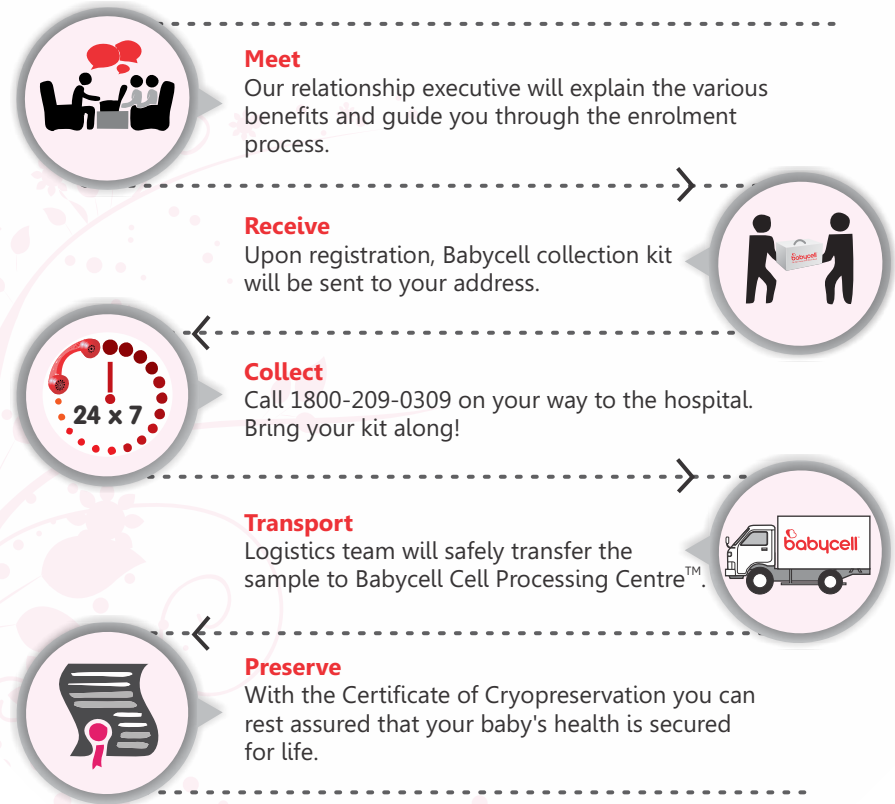 Meet
Our relationship executive will explain the various
benefits and guide you through the enrolment
process.
Receive
Upon registration, Babycell collection kit
will be sent to your address.
babycell
24 x 7
Collect
Call 1800-209-0309 on your way to the hospital.
Bring your kit along!
Transport
Logistics team will safely transfer the
sample to Babycell Cell Processing Centre™.
babycell
Preserve
With the Certificate of Cryopreservation you can
rest assured that your baby's health is secured
for life.